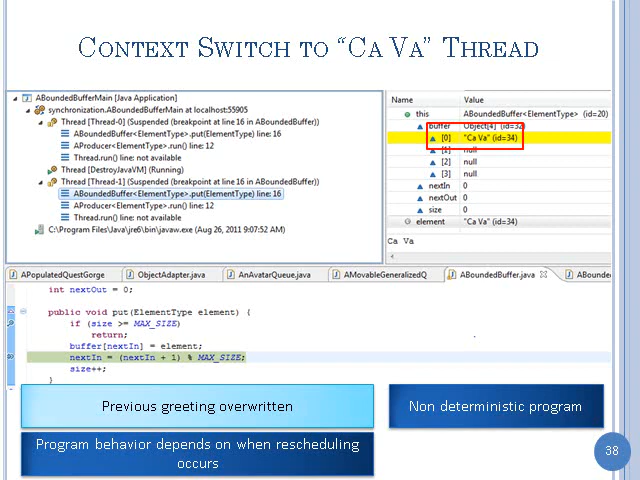 CONTEXT SWITCH TO “CA VA” THREAD
ABoundedBufferMain [Java Application]
synchronization.ABoundedBufferMain at localhost:55905
Thread [Thread-0] (Suspended (breakpoint at line 16 in ABoundedBuffer))
ABoundedBuffer<ElementType>.put(ElementType) line: 16
AProducer<ElementType>.run() line: 12
Thread.run() line: not available
Thread [DestroyJavaVM] (Running)
Thread [Thread-1] (Suspended (breakpoint at line 16 in ABoundedBuffer))
ABoundedBuffer<ElementType>.put(ElementType) line: 16
AProducer<ElementType>.run() line: 12
Thread.run() line: not available
C:\Program Files\Java\jre6\bin\javaw.exe (Aug 26, 2011 9:07:52 AM)
Name Value
this ABoundedBuffer<ElementType> (id=20)
buffer Object[4] (id=32)
[0] "Ca Va" (id=34)
[1] null
[2] null
[3] null
nextIn 0
nextOut 0
size 0
element "Ca Va" (id=34)
Ca Va
APopulatedQuestGorge ObjectAdapter.java AnAvatarQueue.java AMovableGeneralizedQ ABoundedBuffer.java ABounded
int nextOut = 0;
public void put(ElementType element) {
if (size >= MAX_SIZE)
return;
buffer[nextIn] = element;
nextIn = (nextIn + 1) % MAX_SIZE;
size++;
}
Previous greeting overwritten
Non deterministic program
Program behavior depends on when rescheduling
occurs
38